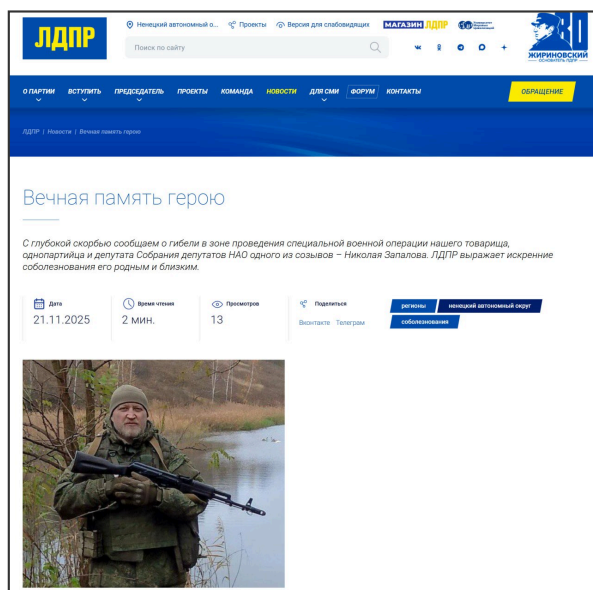 ЛДПР
Ненецкий автономный о... Проекты Версия для слабовидящих МАГАЗИН ЛДПР
Поиск по сайту
ЖИРИНОВСКИЙ
ОСНОВАТЕЛЬ ЛДПР
О ПАРТИИ ВСТУПИТЬ ПРЕДСЕДАТЕЛЬ ПРОЕКТЫ КОМАНДА НОВОСТИ ДЛЯ СМИ ФОРУМ КОНТАКТЫ ОБРАЩЕНИЕ
ЛДПР | Новости | Вечная память герою
Вечная память герою
С глубокой скорбью сообщаем о гибели в зоне проведения специальной военной операции нашего товарища,
однопартийца и депутата Собрания депутатов НАО одного из созывов – Николая Запалова. ЛДПР выражает искренние
соболезнования его родным и близким.
Дата Время чтения Просмотров Поделиться регионы ненецкий автономный округ
21.11.2025 2 мин. 13 Вконтакте Телеграм соболезнования